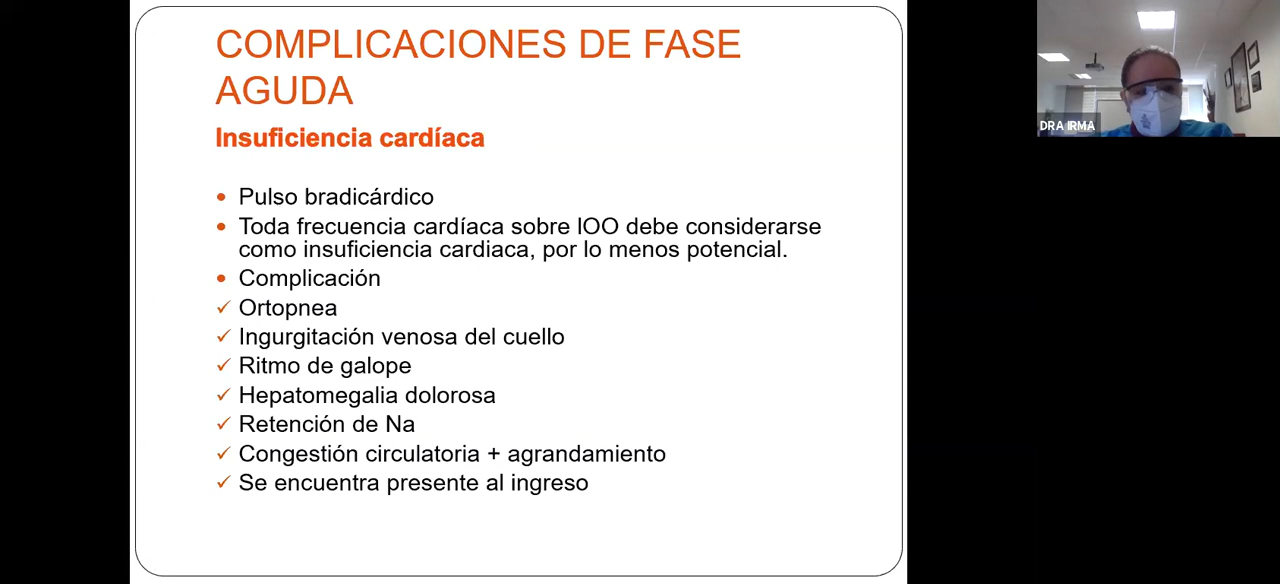 COMPLICACIONES DE FASE
AGUDA
Insuficiencia cardíaca
• Pulso bradicárdico
• Toda frecuencia cardíaca sobre lOO debe considerarse
como insuficiencia cardiaca, por lo menos potencial.
• Complicación
✓ Ortopnea
✓ Ingurgitación venosa del cuello
✓ Ritmo de galope
✓ Hepatomegalia dolorosa
✓ Retención de Na
✓ Congestión circulatoria + agrandamiento
✓ Se encuentra presente al ingreso
DRA IRMA